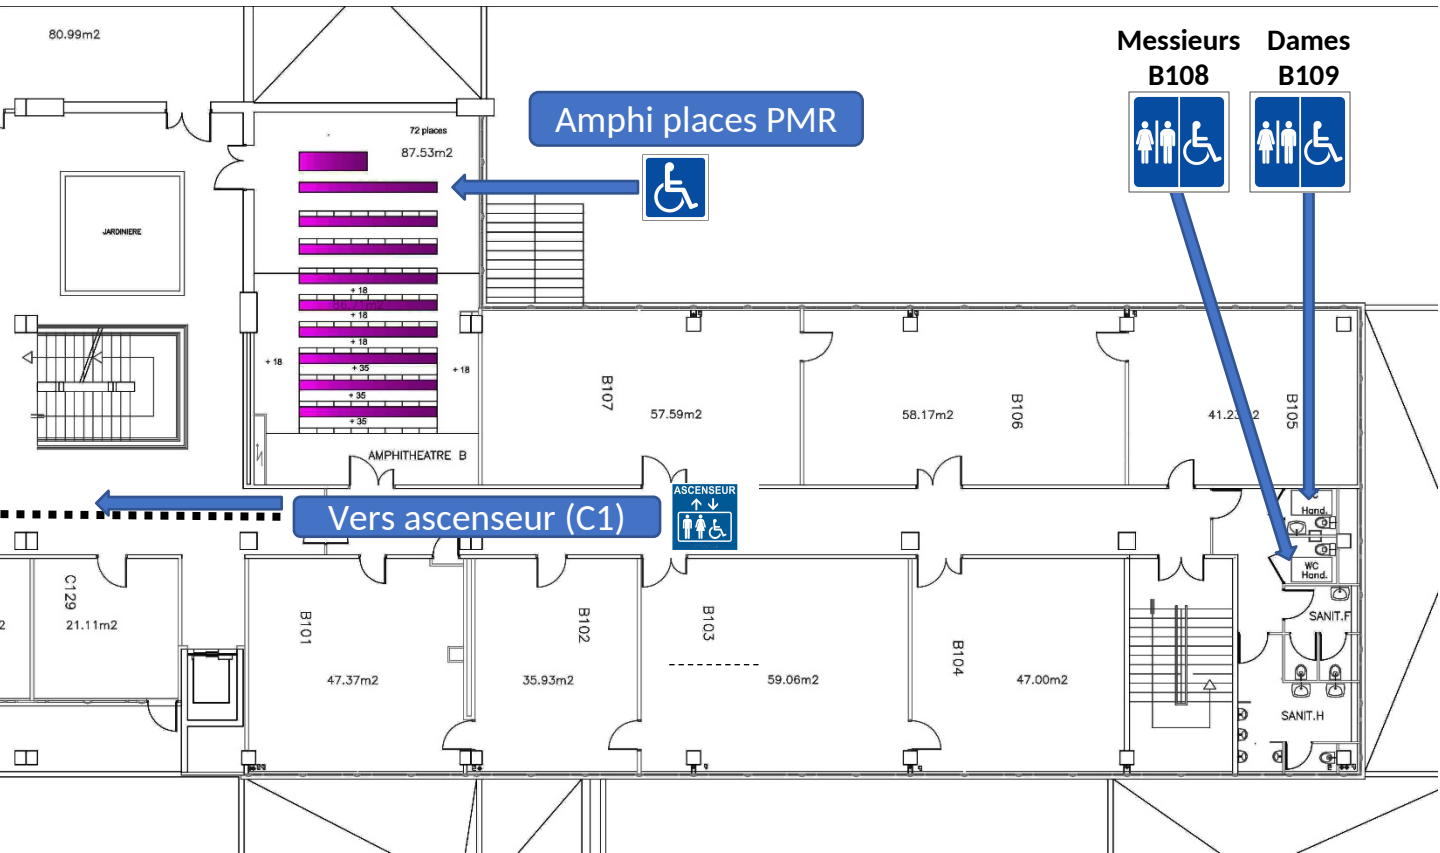 80.99m2
Messieurs
B108
Dames
B109
Amphi places PMR
72 places
87.53m2
JARDINIERE
+ 18
+ 18
+ 18
+ 18
+ 18
+ 35
+ 35
+ 35
AMPHITHEATRE B
B107
57.59m2
58.17m2
B106
B105
ASCENSEUR
Vers ascenseur (C1)
Hand.
WC
Hand.
SANIT.F
SANIT.H
C129
21.11m2
B101
47.37m2
B102
35.93m2
B103
59.06m2
B104
47.00m2